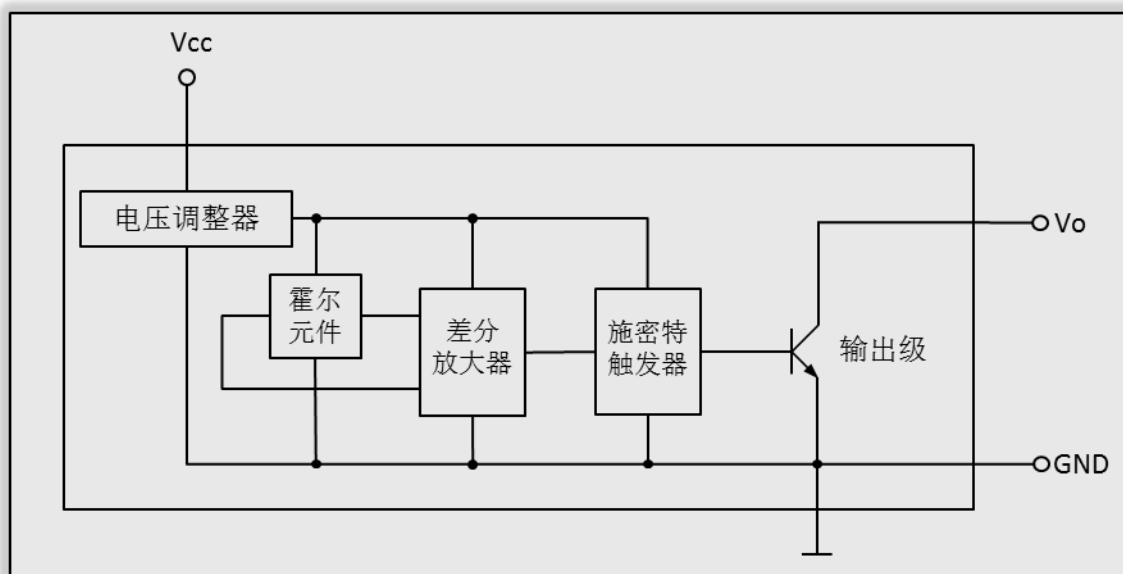 Vcc
电压调整器
霍尔
元件
差分
放大器
施密特
触发器
输出级
Vo
GND